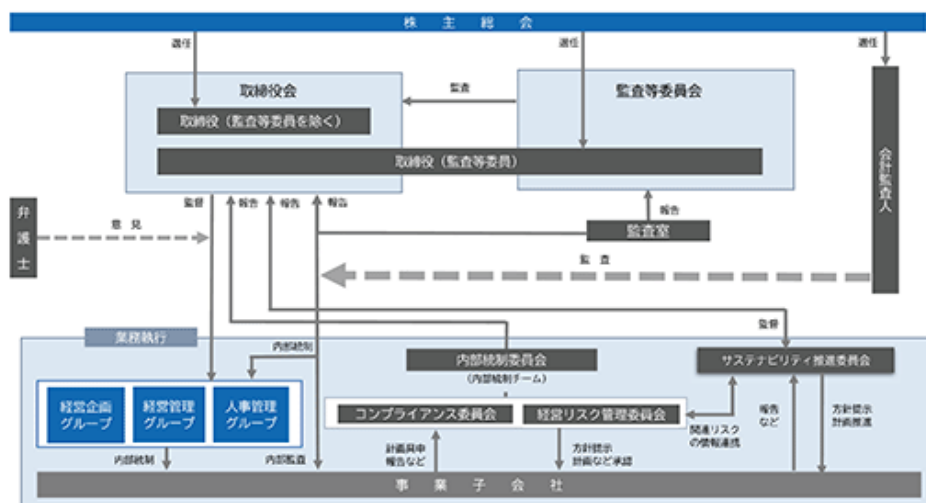 株主総会
選任
選任
選任
取締役会
監査
監査等委員会
取締役（監査等委員を除く）
取締役（監査等委員）
会計監査人
監督
報告
報告
報告
報告
弁護士
意見
監査室
監査
監督
業務執行
内部統制
内部統制委員会
（内部統制チーム）
サステナビリティ推進委員会
経営企画
グループ
経営管理
グループ
人事管理
グループ
コンプライアンス委員会
経営リスク管理委員会
関連リスク
の情報連携
報告
など
方針提示
計画推進
内部統制
内部監査
計画具申
報告など
方針提示
計画など承認
事業子会社